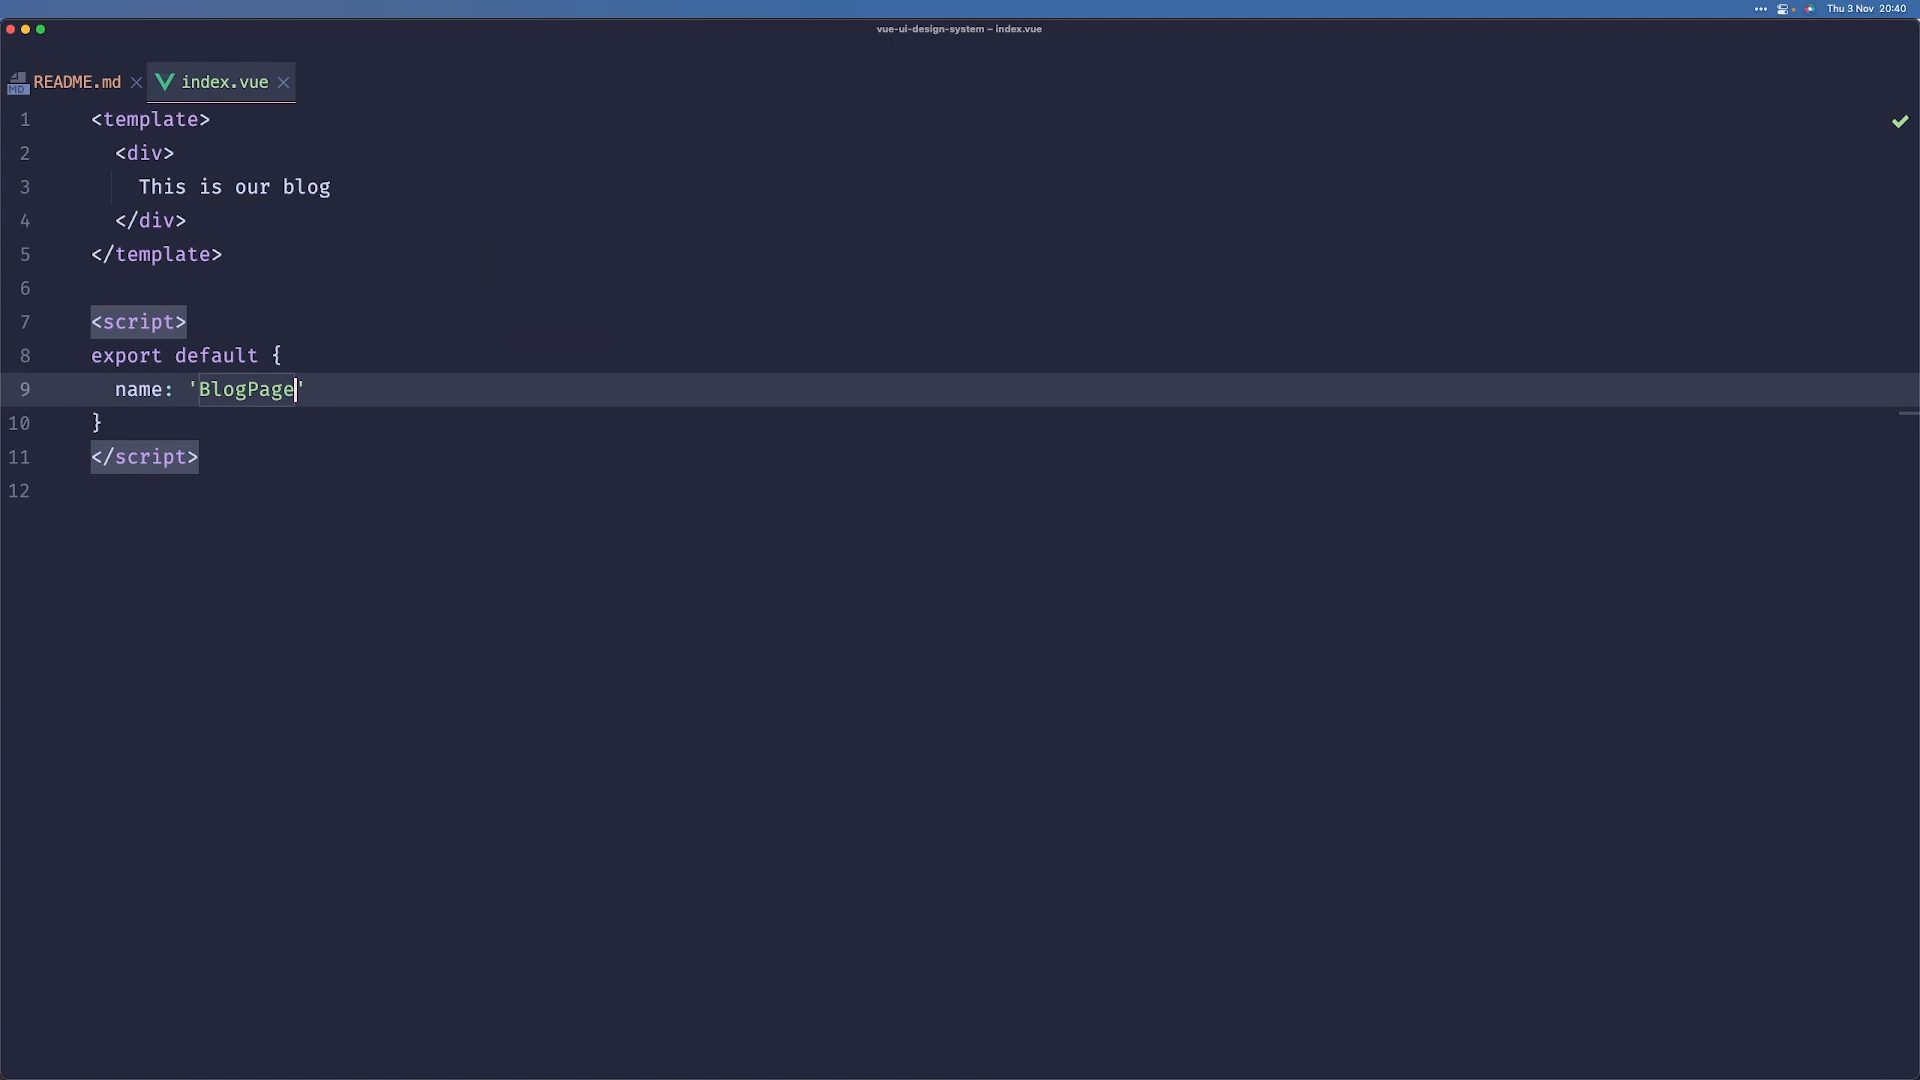 Thu 3 Nov 20:40
vue-ui-design-system – index.vue
MD README.md index.vue
1 <template>
2 <div>
3 This is our blog
4 </div>
5 </template>
6
7 <script>
8 export default {
9 name: 'BlogPage'
10 }
11 </script>
12